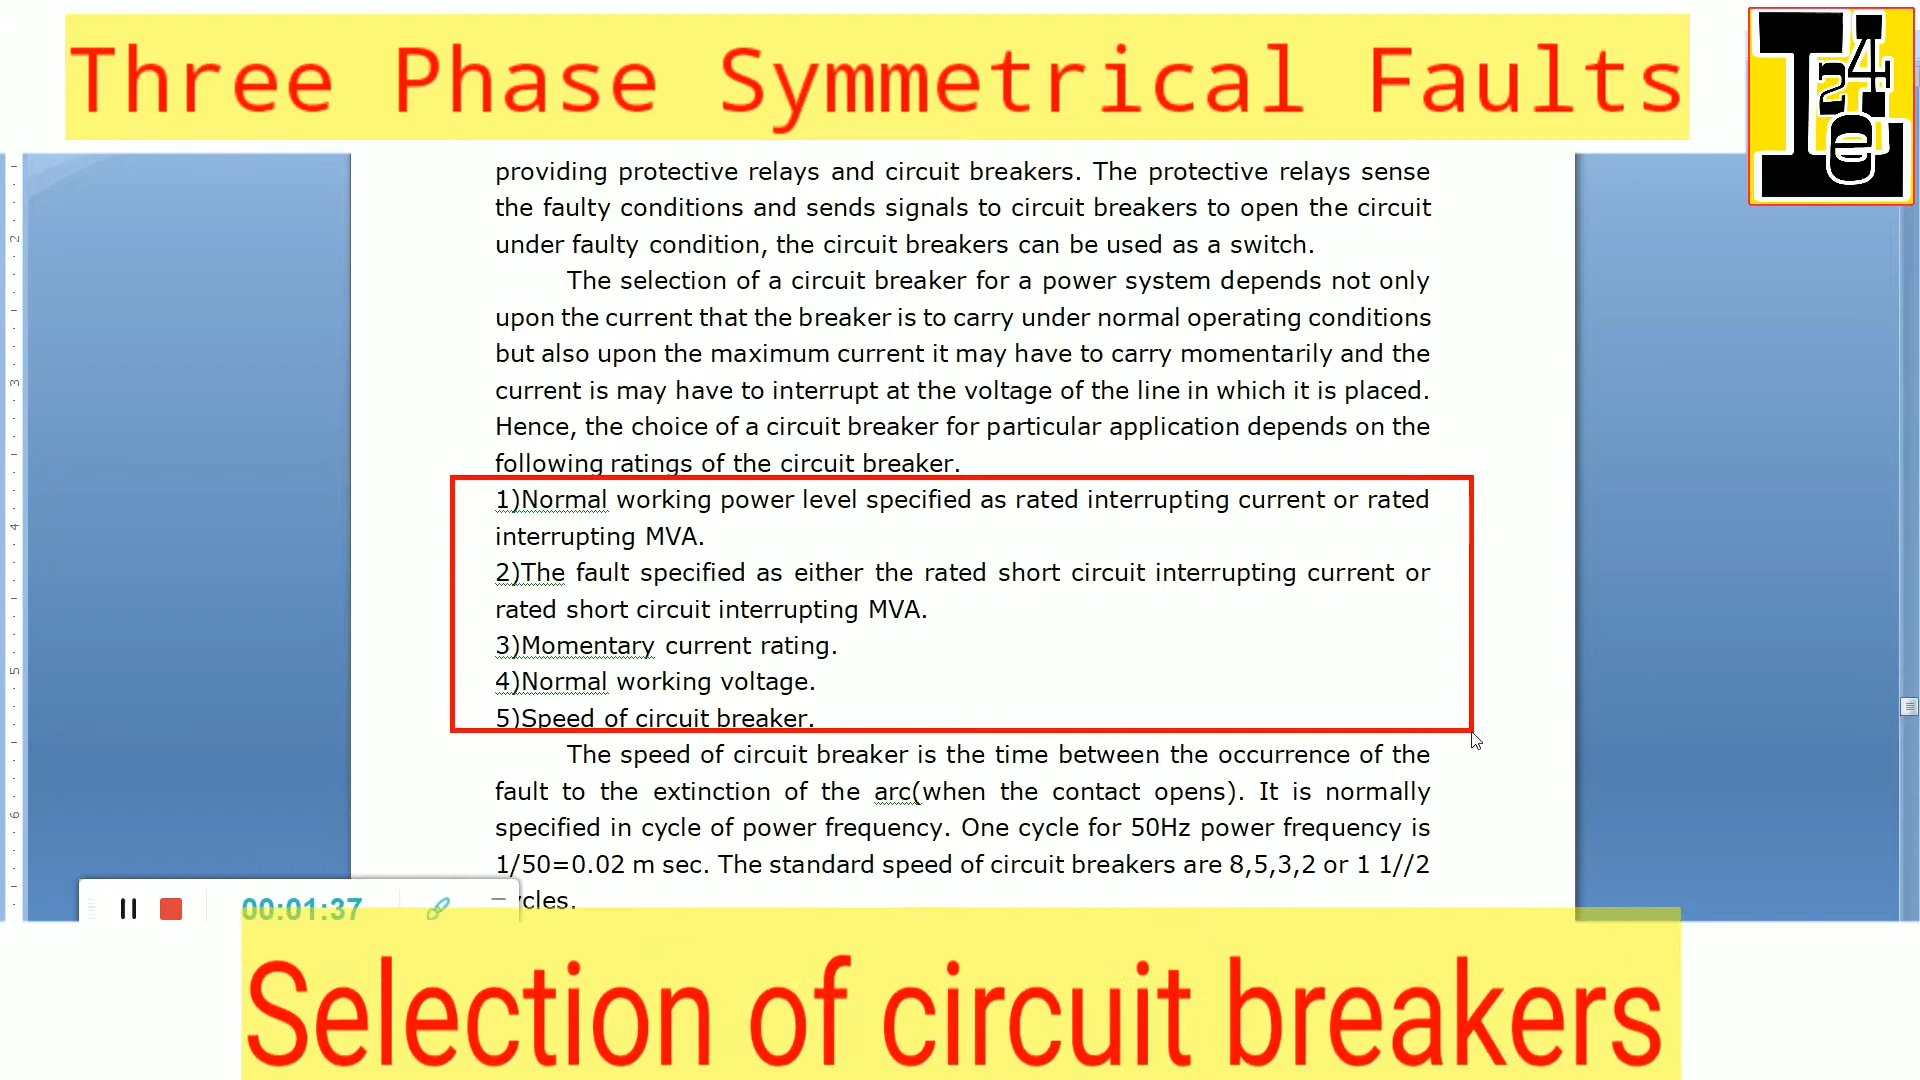 Three Phase Symmetrical Faults
providing protective relays and circuit breakers. The protective relays sense
the faulty conditions and sends signals to circuit breakers to open the circuit
under faulty condition, the circuit breakers can be used as a switch.
The selection of a circuit breaker for a power system depends not only
upon the current that the breaker is to carry under normal operating conditions
but also upon the maximum current it may have to carry momentarily and the
current is may have to interrupt at the voltage of the line in which it is placed.
Hence, the choice of a circuit breaker for particular application depends on the
following ratings of the circuit breaker.
1)Normal working power level specified as rated interrupting current or rated
interrupting MVA.
2)The fault specified as either the rated short circuit interrupting current or
rated short circuit interrupting MVA.
3)Momentary current rating.
4)Normal working voltage.
5)Speed of circuit breaker.
The speed of circuit breaker is the time between the occurrence of the
fault to the extinction of the arc(when the contact opens). It is normally
specified in cycle of power frequency. One cycle for 50Hz power frequency is
1/50=0.02 m sec. The standard speed of circuit breakers are 8,5,3,2 or 1 1//2
ycles.
00:01:37
Selection of circuit breakers
2
3
4
5
6